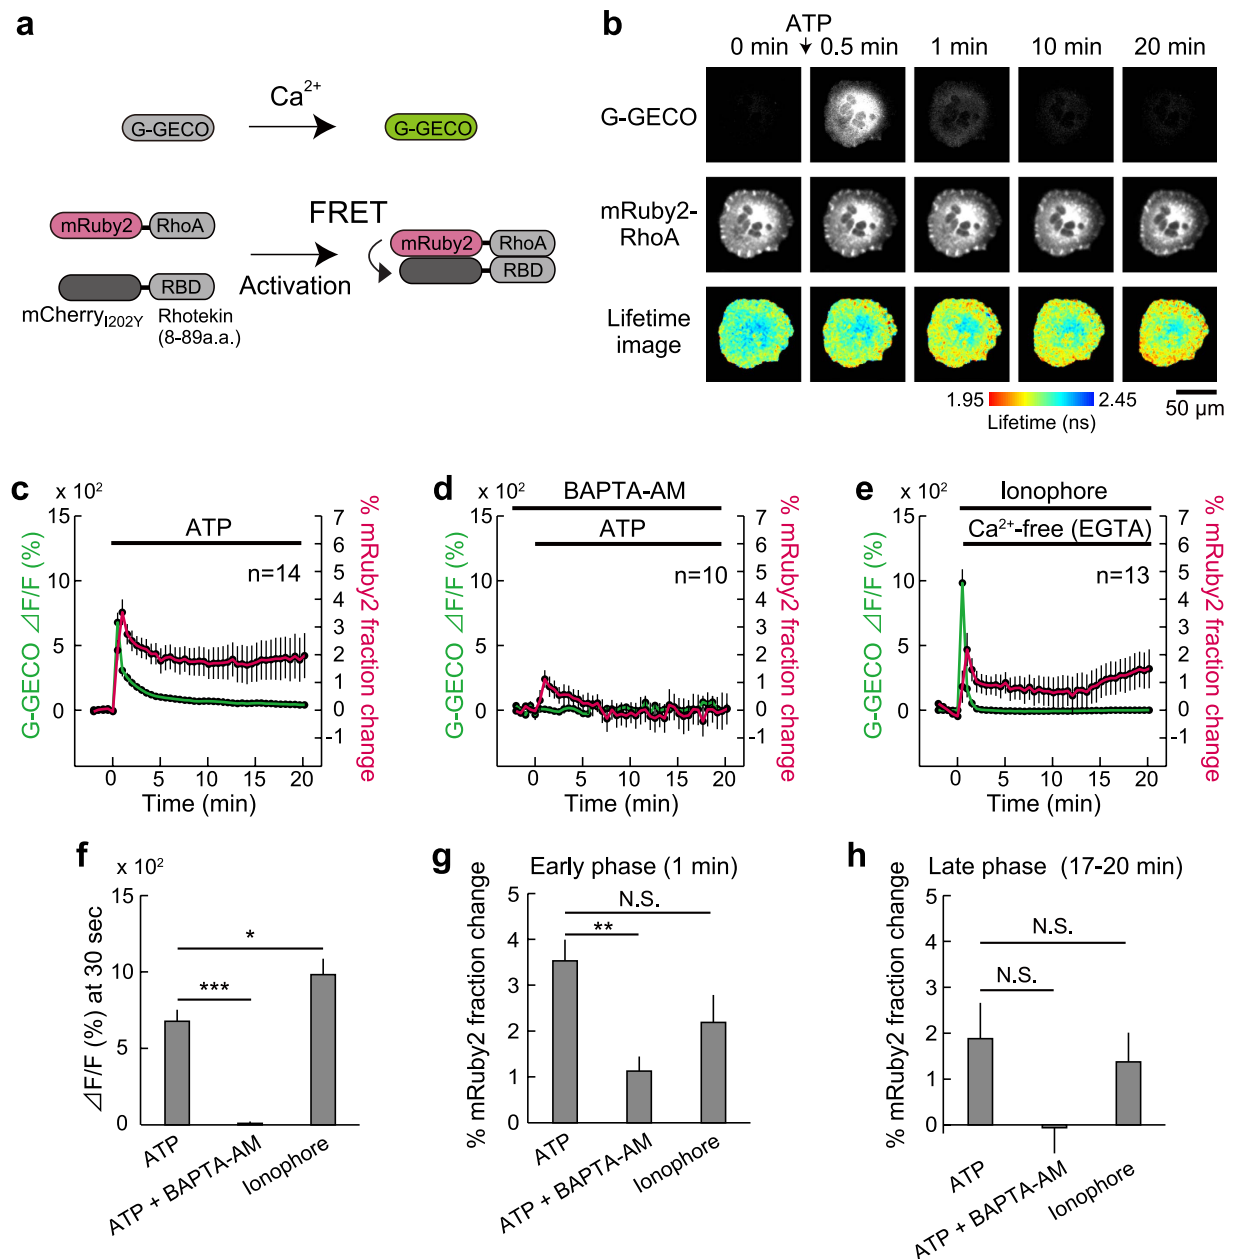 a
Ca2+
G-GECO
G-GECO
mRuby2
RhoA
FRET
mRuby2
RhoA
RBD
Activation
RBD
mCherryI202Y
Rhotekin
(8-89a.a.)
b
ATP
0 min
0.5 min
1 min
10 min
20 min
G-GECO
mRuby2-
RhoA
Lifetime
image
1.95
2.45
Lifetime (ns)
50 µm
c
x 10²
ATP
n=14
15
10
5
0
7
6
5
4
3
2
1
0
-1
G-GECO ⊿F/F (%)
% mRuby2 fraction change
0 5 10 15 20
Time (min)
d
x 10²
BAPTA-AM
ATP
n=10
15
10
5
0
7
6
5
4
3
2
1
0
-1
G-GECO ⊿F/F (%)
% mRuby2 fraction change
0 5 10 15 20
Time (min)
e
x 10²
Ionophore
Ca2+-free (EGTA)
n=13
15
10
5
0
7
6
5
4
3
2
1
0
-1
G-GECO ⊿F/F (%)
% mRuby2 fraction change
0 5 10 15 20
Time (min)
f
x 10²
15
10
5
0
⊿F/F (%) at 30 sec
*
***
ATP
ATP + BAPTA-AM
Ionophore
g
Early phase (1 min)
5
4
3
2
1
0
% mRuby2 fraction change
N.S.
**
ATP
ATP + BAPTA-AM
Ionophore
h
Late phase (17-20 min)
5
4
3
2
1
0
% mRuby2 fraction change
N.S.
N.S.
ATP
ATP + BAPTA-AM
Ionophore